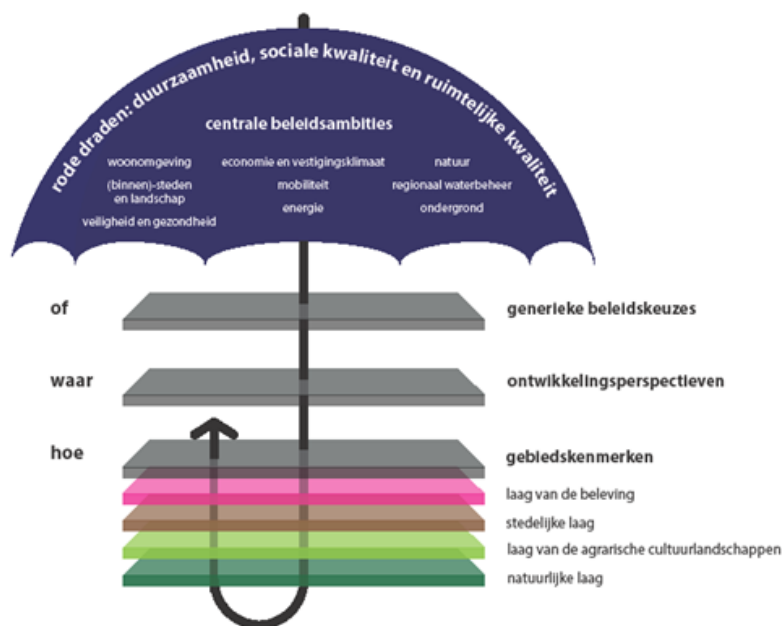 rode draden: duurzaamheid, sociale kwaliteit en ruimtelijke kwaliteit
centrale beleidsambities
woonomgeving
(binnen)-steden
en landschap
veiligheid en gezondheid
economie en vestigingsklimaat
mobiliteit
energie
natuur
regionaal waterbeheer
ondergrond
of
generieke beleidskeuzes
waar
ontwikkelingsperspectieven
hoe
gebiedskenmerken
laag van de beleving
stedelijke laag
laag van de agrarische cultuurlandschappen
natuurlijke laag